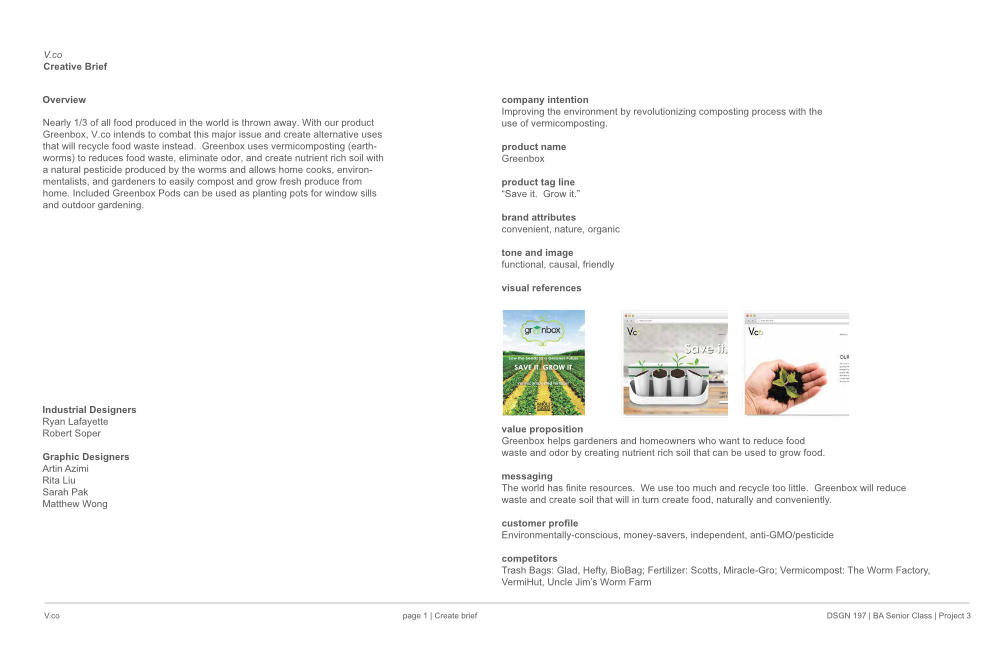 V.co
Creative Brief
Overview
Nearly 1/3 of all food produced in the world is thrown away. With our product
Greenbox, V.co intends to combat this major issue and create alternative uses
that will recycle food waste instead.  Greenbox uses vermicomposting (earth-
worms) to reduces food waste, eliminate odor, and create nutrient rich soil with
a natural pesticide produced by the worms and allows home cooks, environ-
mentalists, and gardeners to easily compost and grow fresh produce from
home. Included Greenbox Pods can be used as planting pots for window sills
and outdoor gardening.
Industrial Designers
Ryan Lafayette
Robert Soper
Graphic Designers
Artin Azimi
Rita Liu
Sarah Pak
Matthew Wong
company intention
Improving the environment by revolutionizing composting process with the
use of vermicomposting.
product name
Greenbox
product tag line
“Save it.  Grow it.”
brand attributes
convenient, nature, organic
tone and image
functional, causal, friendly
visual references
greenbox
SAVE IT. GROW IT.
V.co
Save it.
V.co
OUR
value proposition
Greenbox helps gardeners and homeowners who want to reduce food
waste and odor by creating nutrient rich soil that can be used to grow food.
messaging
The world has finite resources.  We use too much and recycle too little.  Greenbox will reduce
waste and create soil that will in turn create food, naturally and conveniently.
customer profile
Environmentally-conscious, money-savers, independent, anti-GMO/pesticide
competitors
Trash Bags: Glad, Hefty, BioBag; Fertilizer: Scotts, Miracle-Gro; Vermicompost: The Worm Factory,
VermiHut, Uncle Jim’s Worm Farm
V.co
page 1 | Create brief
DSGN 197 | BA Senior Class | Project 3